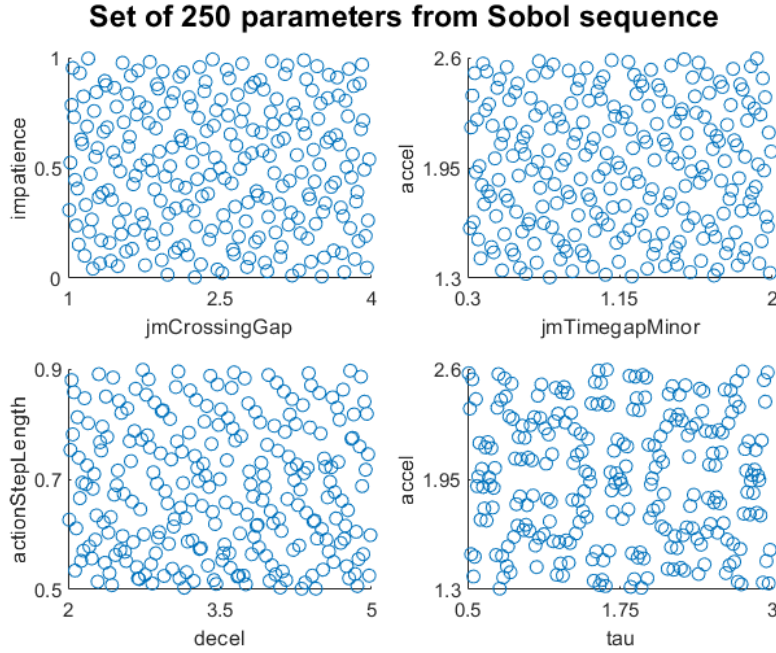 Set of 250 parameters from Sobol sequence
1
0.5
0
impatience
1
2.5
4
jmCrossingGap
2.6
1.95
1.3
accel
0.3
1.15
2
jmTimegapMinor
0.9
0.7
0.5
actionStepLength
2
3.5
5
decel
2.6
1.95
1.3
accel
0.5
1.75
3
tau